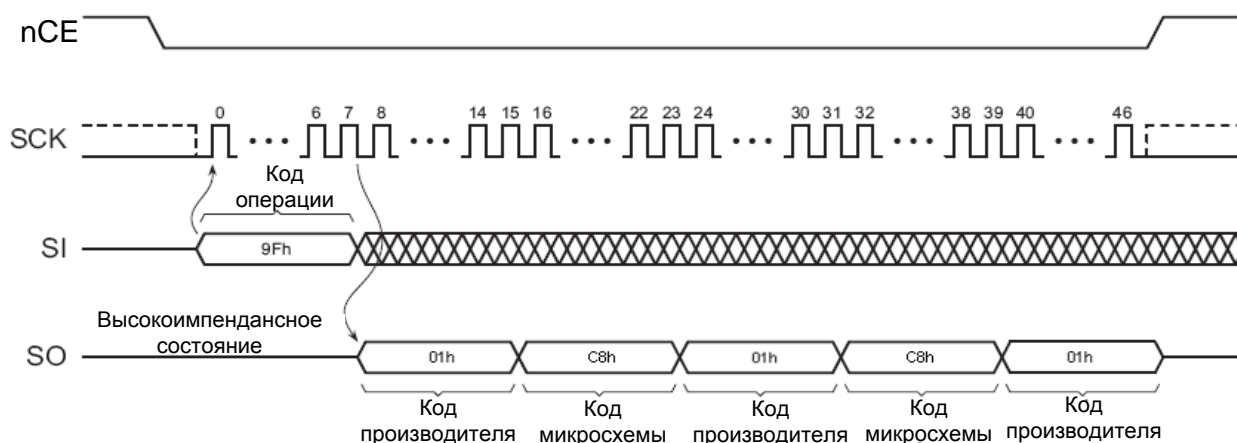 nCE
0 6 7 8 14 15 16 22 23 24 30 31 32 38 39 40 46
SCK
Код
операции
SI
9Fh
Высокоимпендансное
состояние
SO
01h C8h 01h C8h 01h
Код Код Код Код Код
производителя микросхемы производителя микросхемы производителя